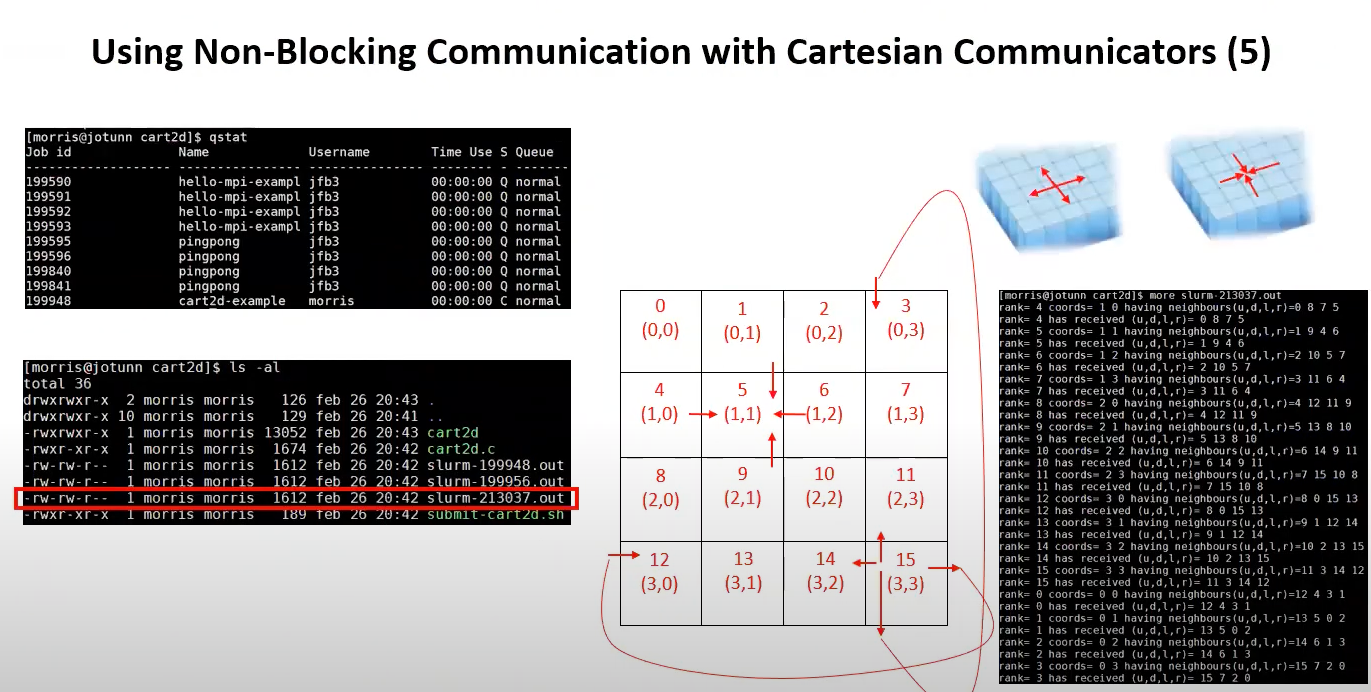 Using Non-Blocking Communication with Cartesian Communicators (5)
[morris@jotunn cart2d]$ qstat
Job id Name Username Time Use S Queue
------------------- ---------------- --------------- -------- - -----
199590 hello-mpi-exampl jfb3 00:00:00 Q normal
199591 hello-mpi-exampl jfb3 00:00:00 Q normal
199592 hello-mpi-exampl jfb3 00:00:00 Q normal
199593 hello-mpi-exampl jfb3 00:00:00 Q normal
199595 pingpong jfb3 00:00:00 Q normal
199596 pingpong jfb3 00:00:00 Q normal
199840 pingpong jfb3 00:00:00 Q normal
199841 pingpong jfb3 00:00:00 Q normal
199948 cart2d-example morris 00:00:00 C normal
[morris@jotunn cart2d]$ ls -al
total 36
drwxrwxr-x 2 morris morris 126 feb 26 20:43 .
drwxrwxr-x 10 morris morris 129 feb 26 20:41 ..
-rwxrwxr-x 1 morris morris 13052 feb 26 20:43 cart2d
-rwxr-xr-x 1 morris morris 1674 feb 26 20:42 cart2d.c
-rw-rw-r-- 1 morris morris 1612 feb 26 20:42 slurm-199948.out
-rw-rw-r-- 1 morris morris 1612 feb 26 20:42 slurm-199956.out
-rw-rw-r-- 1 morris morris 1612 feb 26 20:42 slurm-213037.out
-rwxr-xr-x 1 morris morris 189 feb 26 20:42 submit-cart2d.sh
0 1 2 3
(0,0) (0,1) (0,2) (0,3)
4 5 6 7
(1,0) (1,1) (1,2) (1,3)
8 9 10 11
(2,0) (2,1) (2,2) (2,3)
12 13 14 15
(3,0) (3,1) (3,2) (3,3)
[morris@jotunn cart2d]$ more slurm-213037.out
rank= 4 coords= 1 0 having neighbours(u,d,l,r)=0 8 7 5
rank= 4 has received (u,d,l,r)= 0 8 7 5
rank= 5 coords= 1 1 having neighbours(u,d,l,r)=1 9 4 6
rank= 5 has received (u,d,l,r)= 1 9 4 6
rank= 6 coords= 1 2 having neighbours(u,d,l,r)=2 10 5 7
rank= 6 has received (u,d,l,r)= 2 10 5 7
rank= 7 coords= 1 3 having neighbours(u,d,l,r)=3 11 6 4
rank= 7 has received (u,d,l,r)= 3 11 6 4
rank= 8 coords= 2 0 having neighbours(u,d,l,r)=4 12 11 9
rank= 8 has received (u,d,l,r)= 4 12 11 9
rank= 9 coords= 2 1 having neighbours(u,d,l,r)=5 13 8 10
rank= 9 has received (u,d,l,r)= 5 13 8 10
rank= 10 coords= 2 2 having neighbours(u,d,l,r)=6 14 9 11
rank= 10 has received (u,d,l,r)= 6 14 9 11
rank= 11 coords= 2 3 having neighbours(u,d,l,r)=7 15 10 8
rank= 11 has received (u,d,l,r)= 7 15 10 8
rank= 12 coords= 3 0 having neighbours(u,d,l,r)=8 0 15 13
rank= 12 has received (u,d,l,r)= 8 0 15 13
rank= 13 coords= 3 1 having neighbours(u,d,l,r)=9 1 12 14
rank= 13 has received (u,d,l,r)= 9 1 12 14
rank= 14 coords= 3 2 having neighbours(u,d,l,r)=10 2 13 15
rank= 14 has received (u,d,l,r)= 10 2 13 15
rank= 15 coords= 3 3 having neighbours(u,d,l,r)=11 3 14 12
rank= 15 has received (u,d,l,r)= 11 3 14 12
rank= 0 coords= 0 0 having neighbours(u,d,l,r)=12 4 3 1
rank= 0 has received (u,d,l,r)= 12 4 3 1
rank= 1 coords= 0 1 having neighbours(u,d,l,r)=13 5 0 2
rank= 1 has received (u,d,l,r)= 13 5 0 2
rank= 2 coords= 0 2 having neighbours(u,d,l,r)=14 6 1 3
rank= 2 has received (u,d,l,r)= 14 6 1 3
rank= 3 coords= 0 3 having neighbours(u,d,l,r)=15 7 2 0
rank= 3 has received (u,d,l,r)= 15 7 2 0